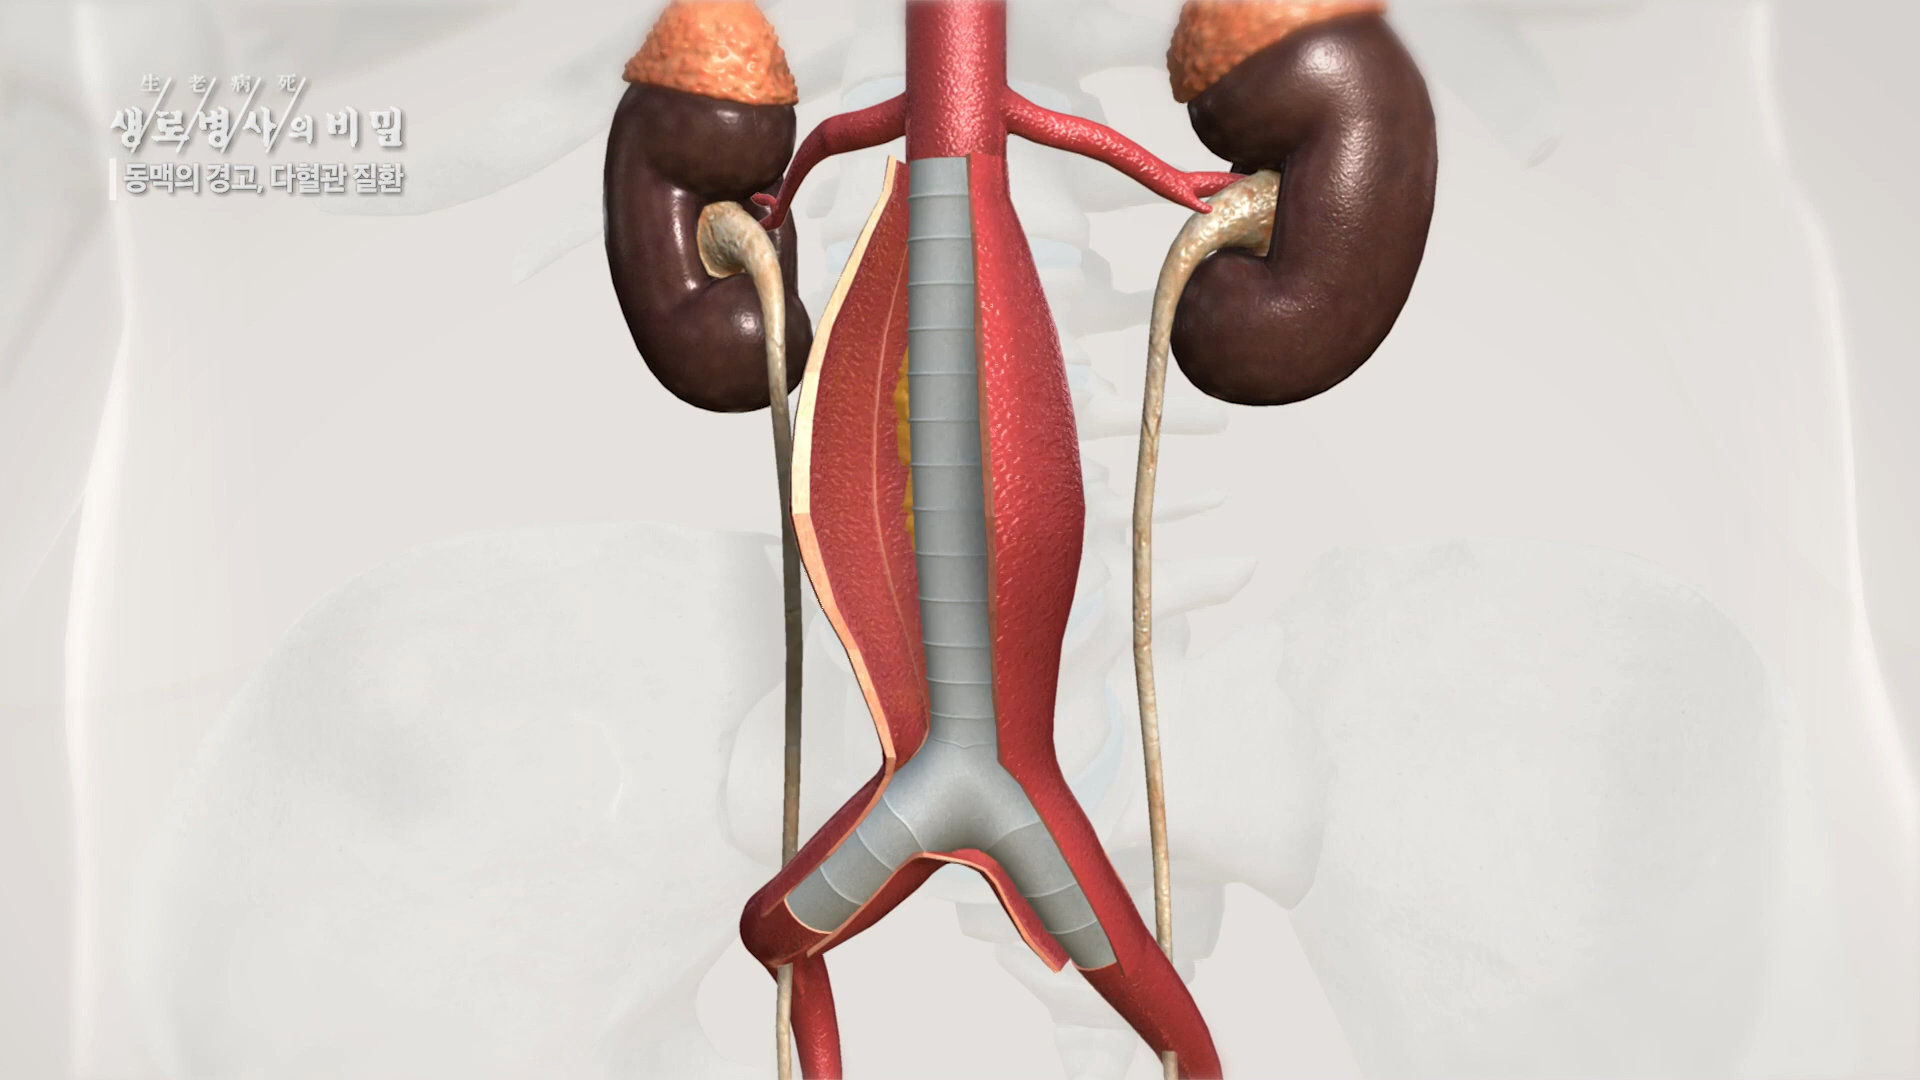 生老病死
생로병사의 비밀
동맥의 경고, 다혈관 질환